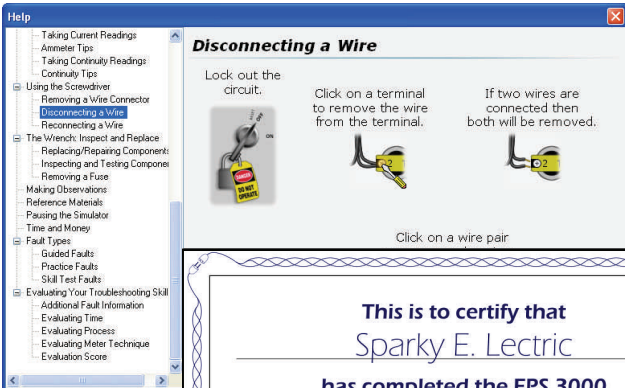 Help
Taking Current Readings
Ammeter Tips
Taking Continuity Readings
Continuity Tips
Using the Screwdriver
Removing a Wire Connector
Disconnecting a Wire
Reconnecting a Wire
The Wrench: Inspect and Replace
Replacing/Repairing Components
Inspecting and Testing Componen
Removing a Fuse
Making Observations
Reference Materials
Pausing the Simulator
Time and Money
Fault Types
Guided Faults
Practice Faults
Skill Test Faults
Evaluating Your Troubleshooting Skill
Additional Fault Information
Evaluating Time
Evaluating Process
Evaluating Meter Technique
Evaluation Score
Disconnecting a Wire
Lock out the
circuit.
OFF
ON
DANGER
DO NOT
OPERATE
Click on a terminal
to remove the wire
from the terminal.
2
If two wires are
connected then
both will be removed.
2
Click on a wire pair
This is to certify that
Sparky E. Lectric
has completed the EPS 3000